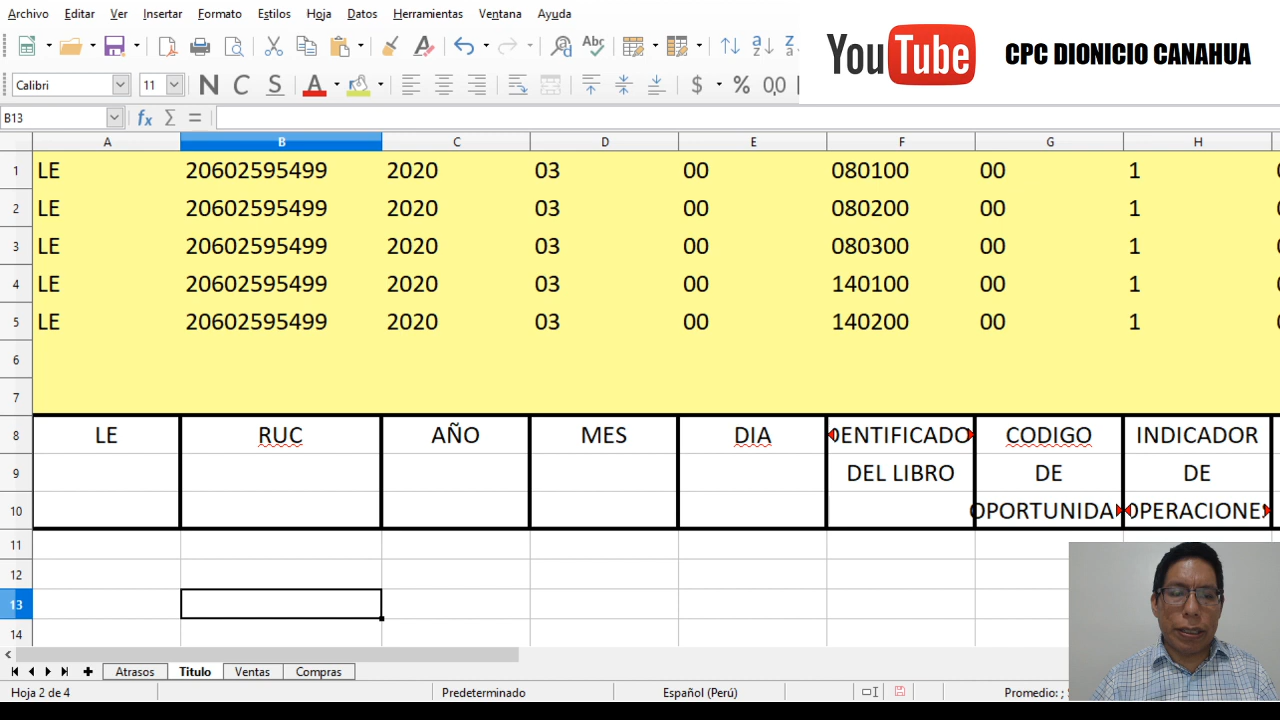 Archivo Editar Ver Insertar Formato Estilos Hoja Datos Herramientas Ventana Ayuda
YouTube CPC DIONICIO CANAHUA
Calibri 11 N C S A $ % 0,0
B13 fx Σ =
A B C D E F G H
1 LE 20602595499 2020 03 00 080100 00 1
2 LE 20602595499 2020 03 00 080200 00 1
3 LE 20602595499 2020 03 00 080300 00 1
4 LE 20602595499 2020 03 00 140100 00 1
5 LE 20602595499 2020 03 00 140200 00 1
6
7
8 LE RUC AÑO MES DIA DENTIFICADO CODIGO INDICADOR
9 DEL LIBRO DE DE
10 OPORTUNIDA OPERACIONE
11
12
13
14
Atrasos Titulo Ventas Compras
Hoja 2 de 4 Predeterminado Español (Perú) Promedio: ;